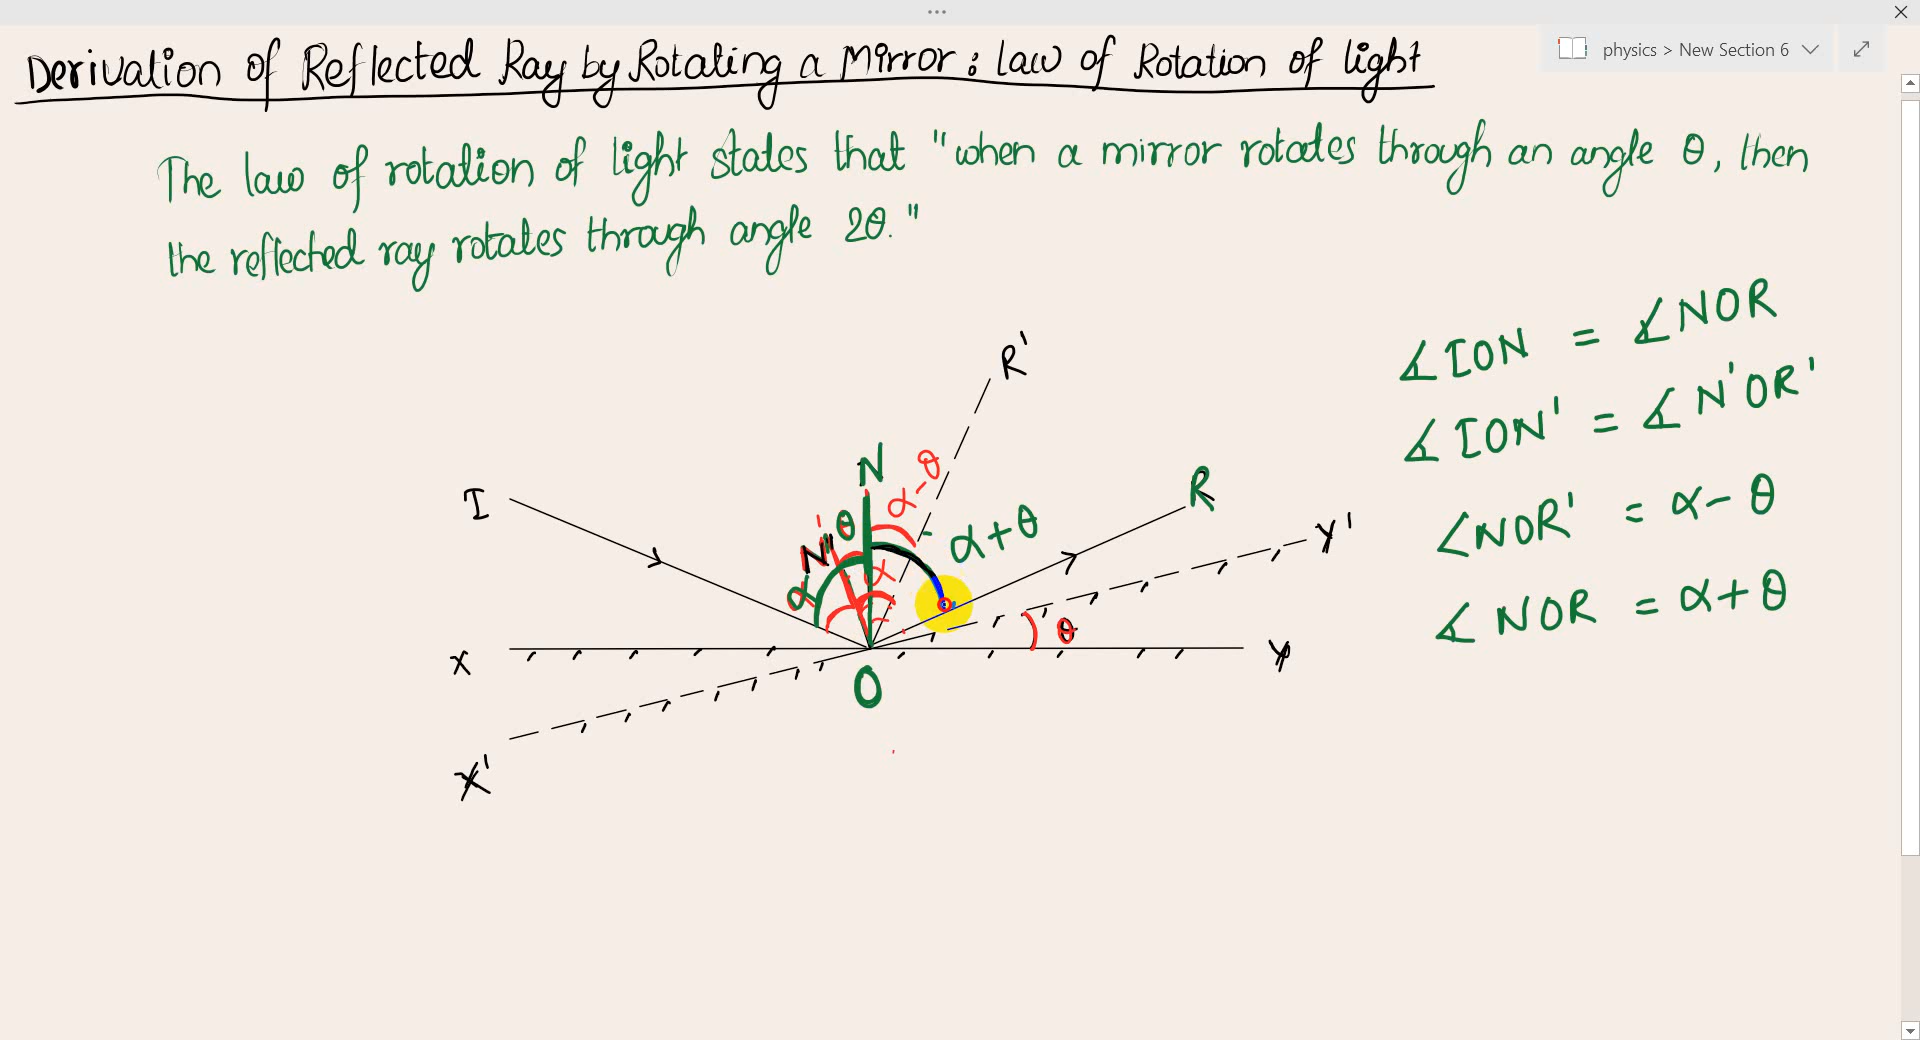 physics > New Section 6
Derivation of Reflected Ray by Rotating a Mirror: law of Rotation of light
The law of rotation of light states that "when a mirror rotates through an angle θ, then
the reflected ray rotates through angle 2θ."
∡ION = ∡NOR
∡ION' = ∡N'OR'
∠NOR' = α - θ
∡NOR = α + θ
R'
N
α-θ
I
R
θ
α+θ
Y'
N'
α
α
θ
X
Y
O
X'